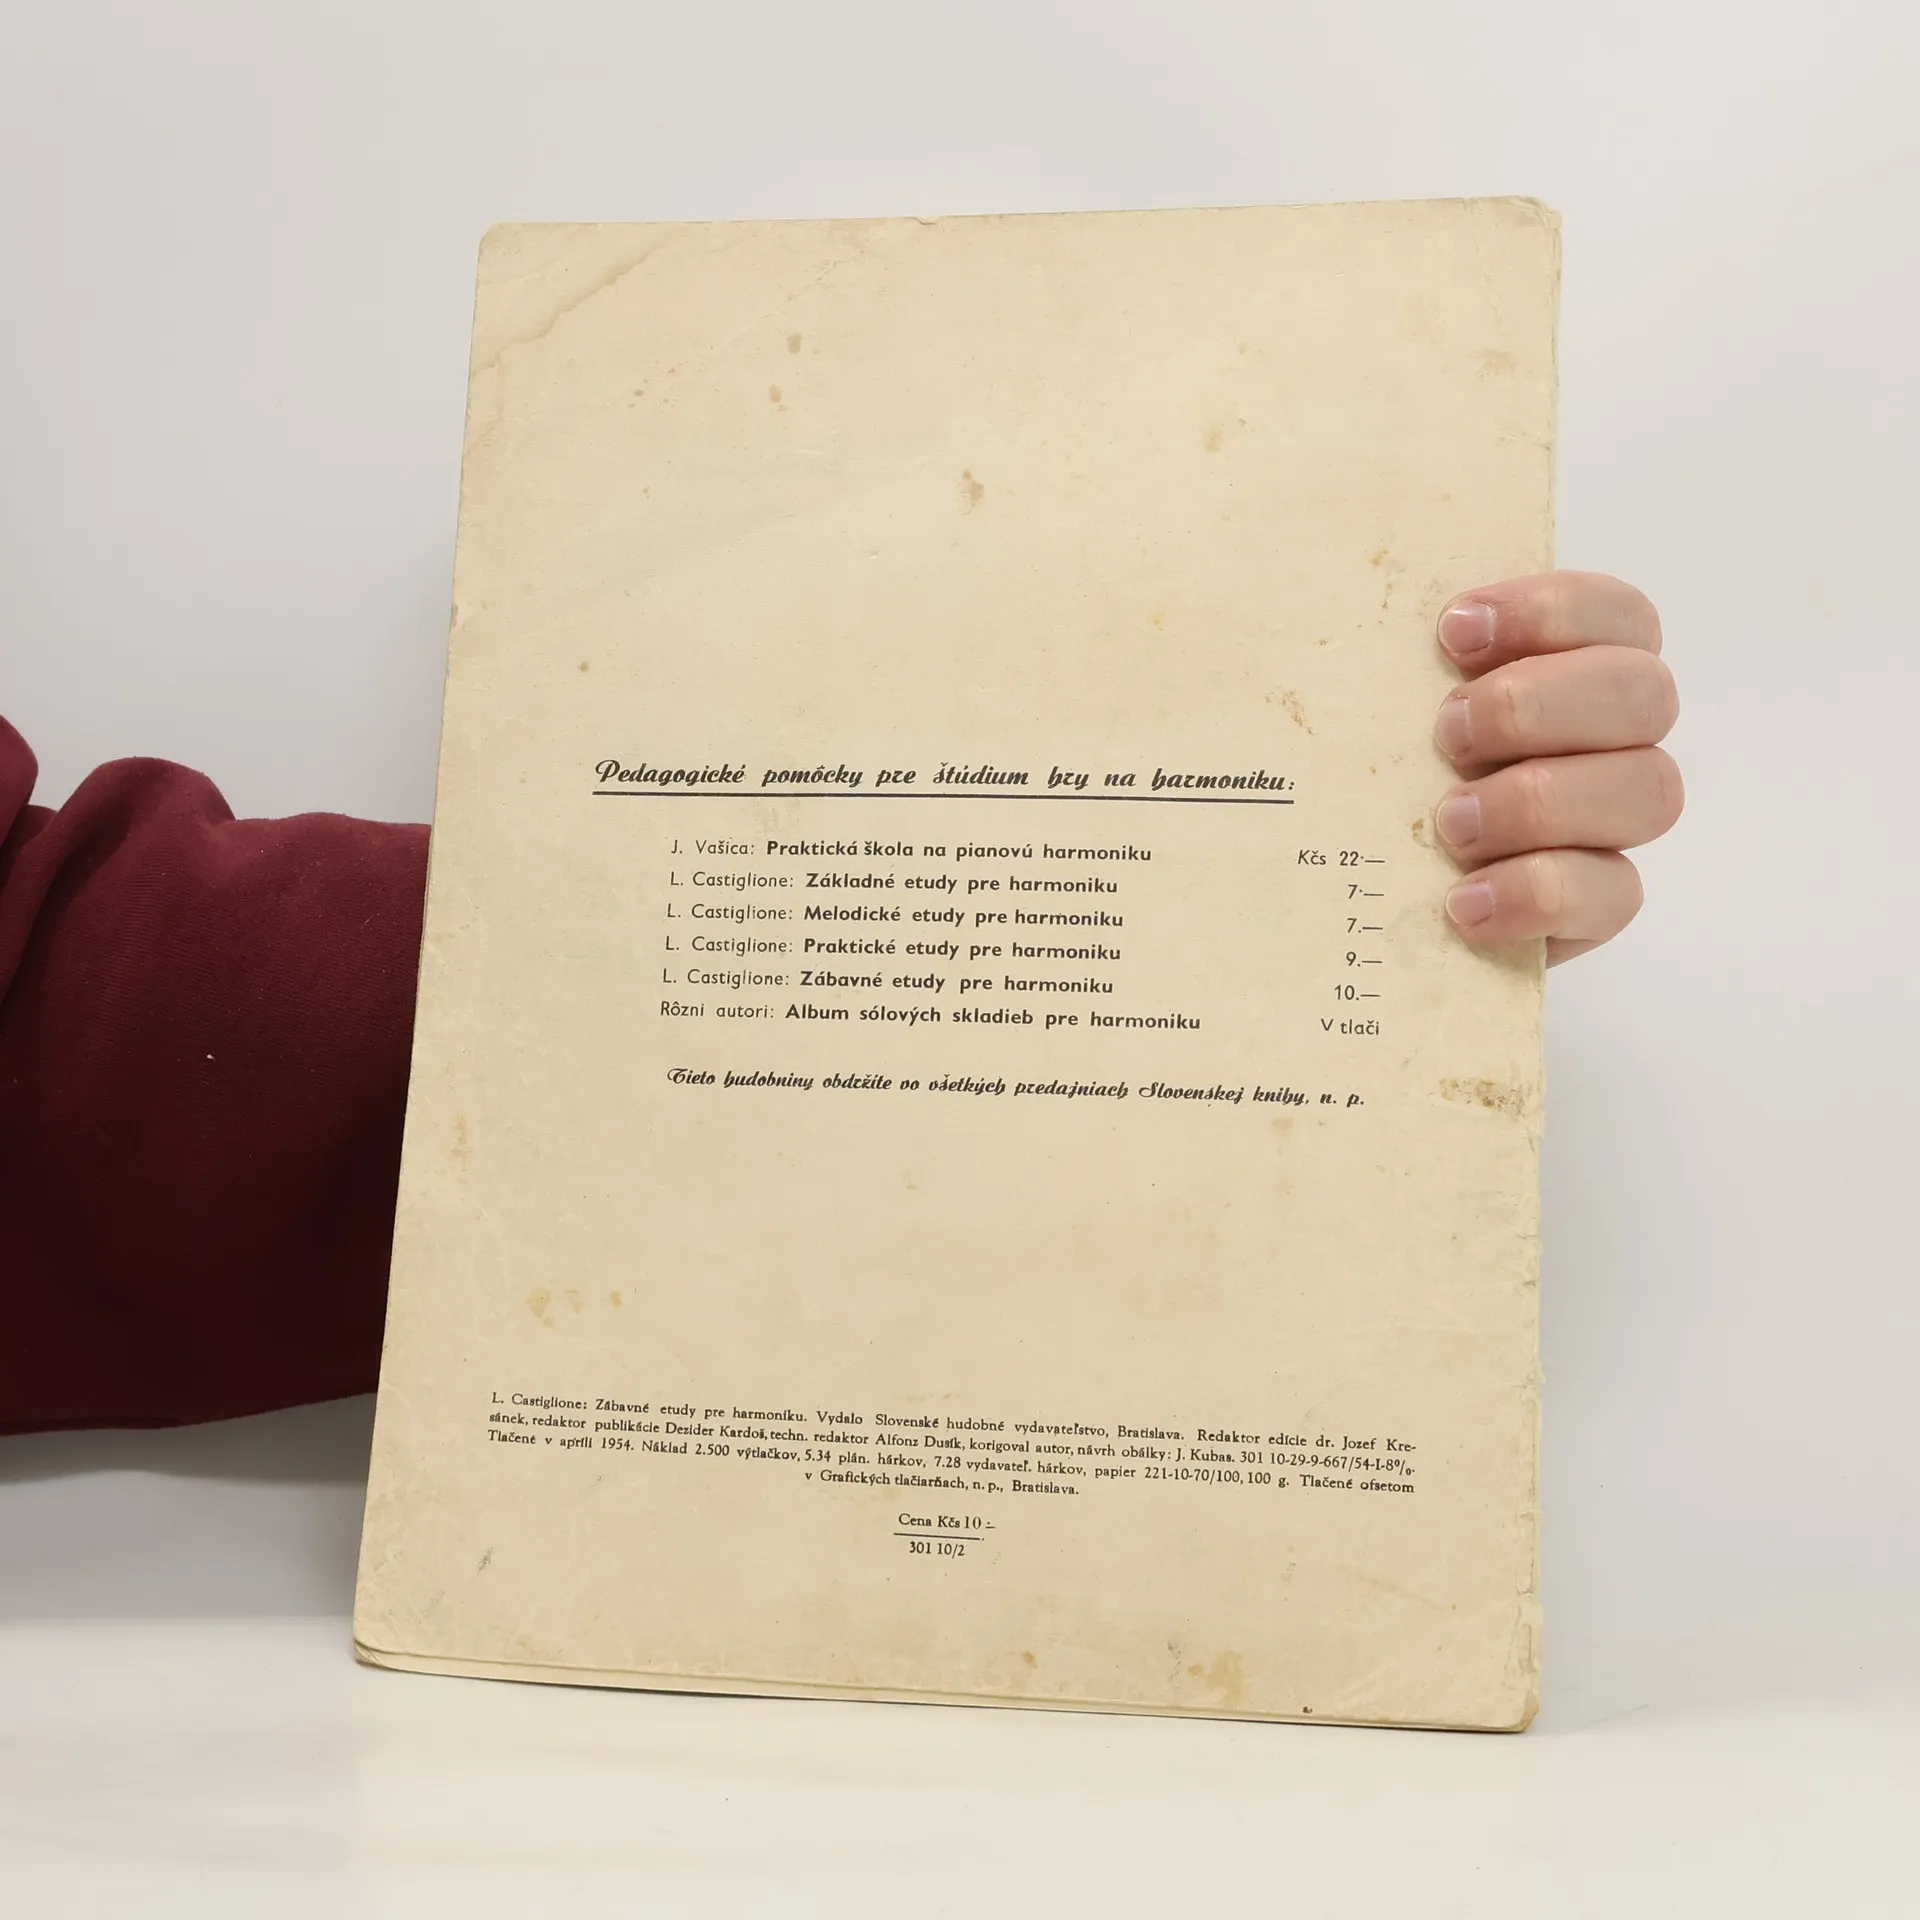 Pedagogické pomôcky pre štúdium hry na harmoniku:
J. Vašica: Praktická škola na pianovú harmoniku Kčs 22·—
L. Castiglione: Základné etudy pre harmoniku 7·—
L. Castiglione: Melodické etudy pre harmoniku 7.—
L. Castiglione: Praktické etudy pre harmoniku 9.—
L. Castiglione: Zábavné etudy pre harmoniku 10.—
Rôzni autori: Album sólových skladieb pre harmoniku V tlači
Tieto hudobniny obdržíte vo všetkých predajniach Slovenskej knihy, n. p.
L. Castiglione: Zábavné etudy pre harmoniku. Vydalo Slovenské hudobné vydavateľstvo, Bratislava. Redaktor edície dr. Jozef Kre-
sánek, redaktor publikácie Dezider Kardoš, techn. redaktor Alfonz Dusík, korigoval autor, návrh obálky: J. Kubas. 301 10-29-9-667/54-I-8%.
Tlačené v apríli 1954. Náklad 2.500 výtlačkov, 5.34 plán. hárkov, 7.28 vydavateľ. hárkov, papier 221-10-70/100, 100 g. Tlačené ofsetom
v Grafických tlačiarňach, n. p., Bratislava.
Cena Kčs 10·–
301 10/2